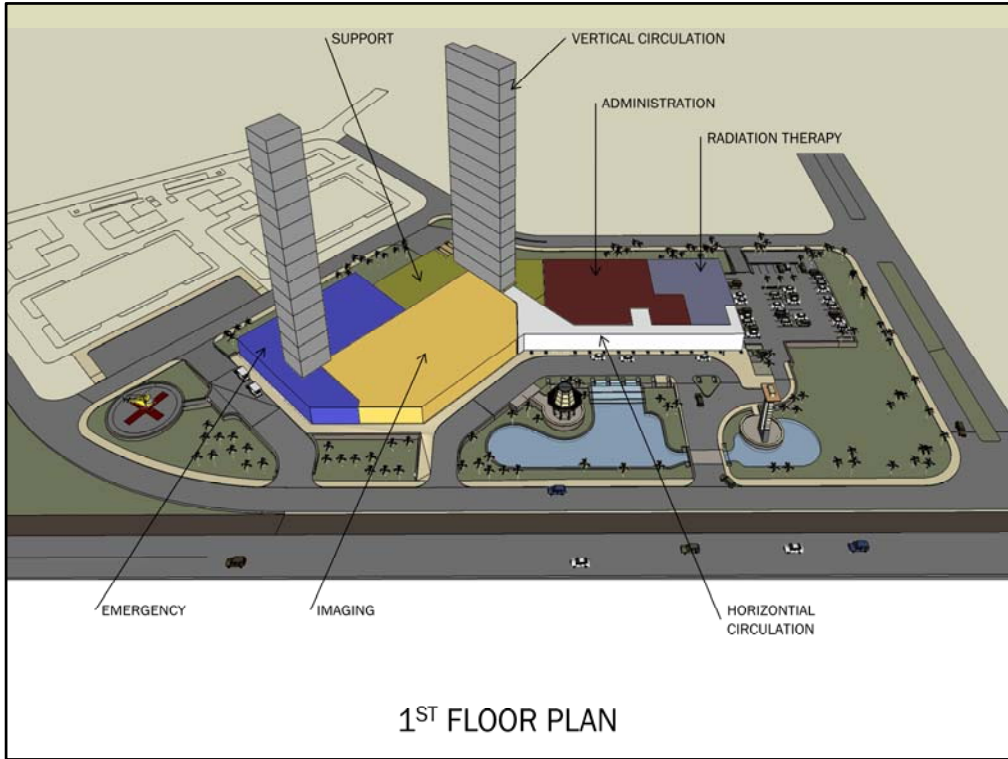 SUPPORT
VERTICAL CIRCULATION
ADMINISTRATION
RADIATION THERAPY
EMERGENCY
IMAGING
HORIZONTIAL
CIRCULATION
1ST FLOOR PLAN